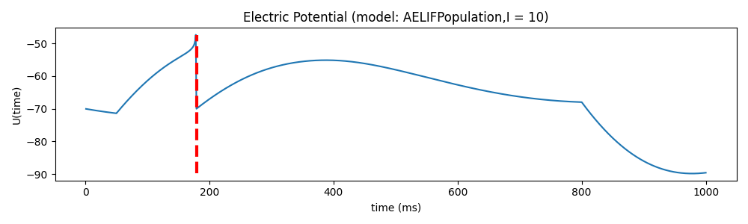 Electric Potential (model: AELIFPopulation,I = 10)
U(time)
−50
−60
−70
−80
−90
0 200 400 600 800 1000
time (ms)